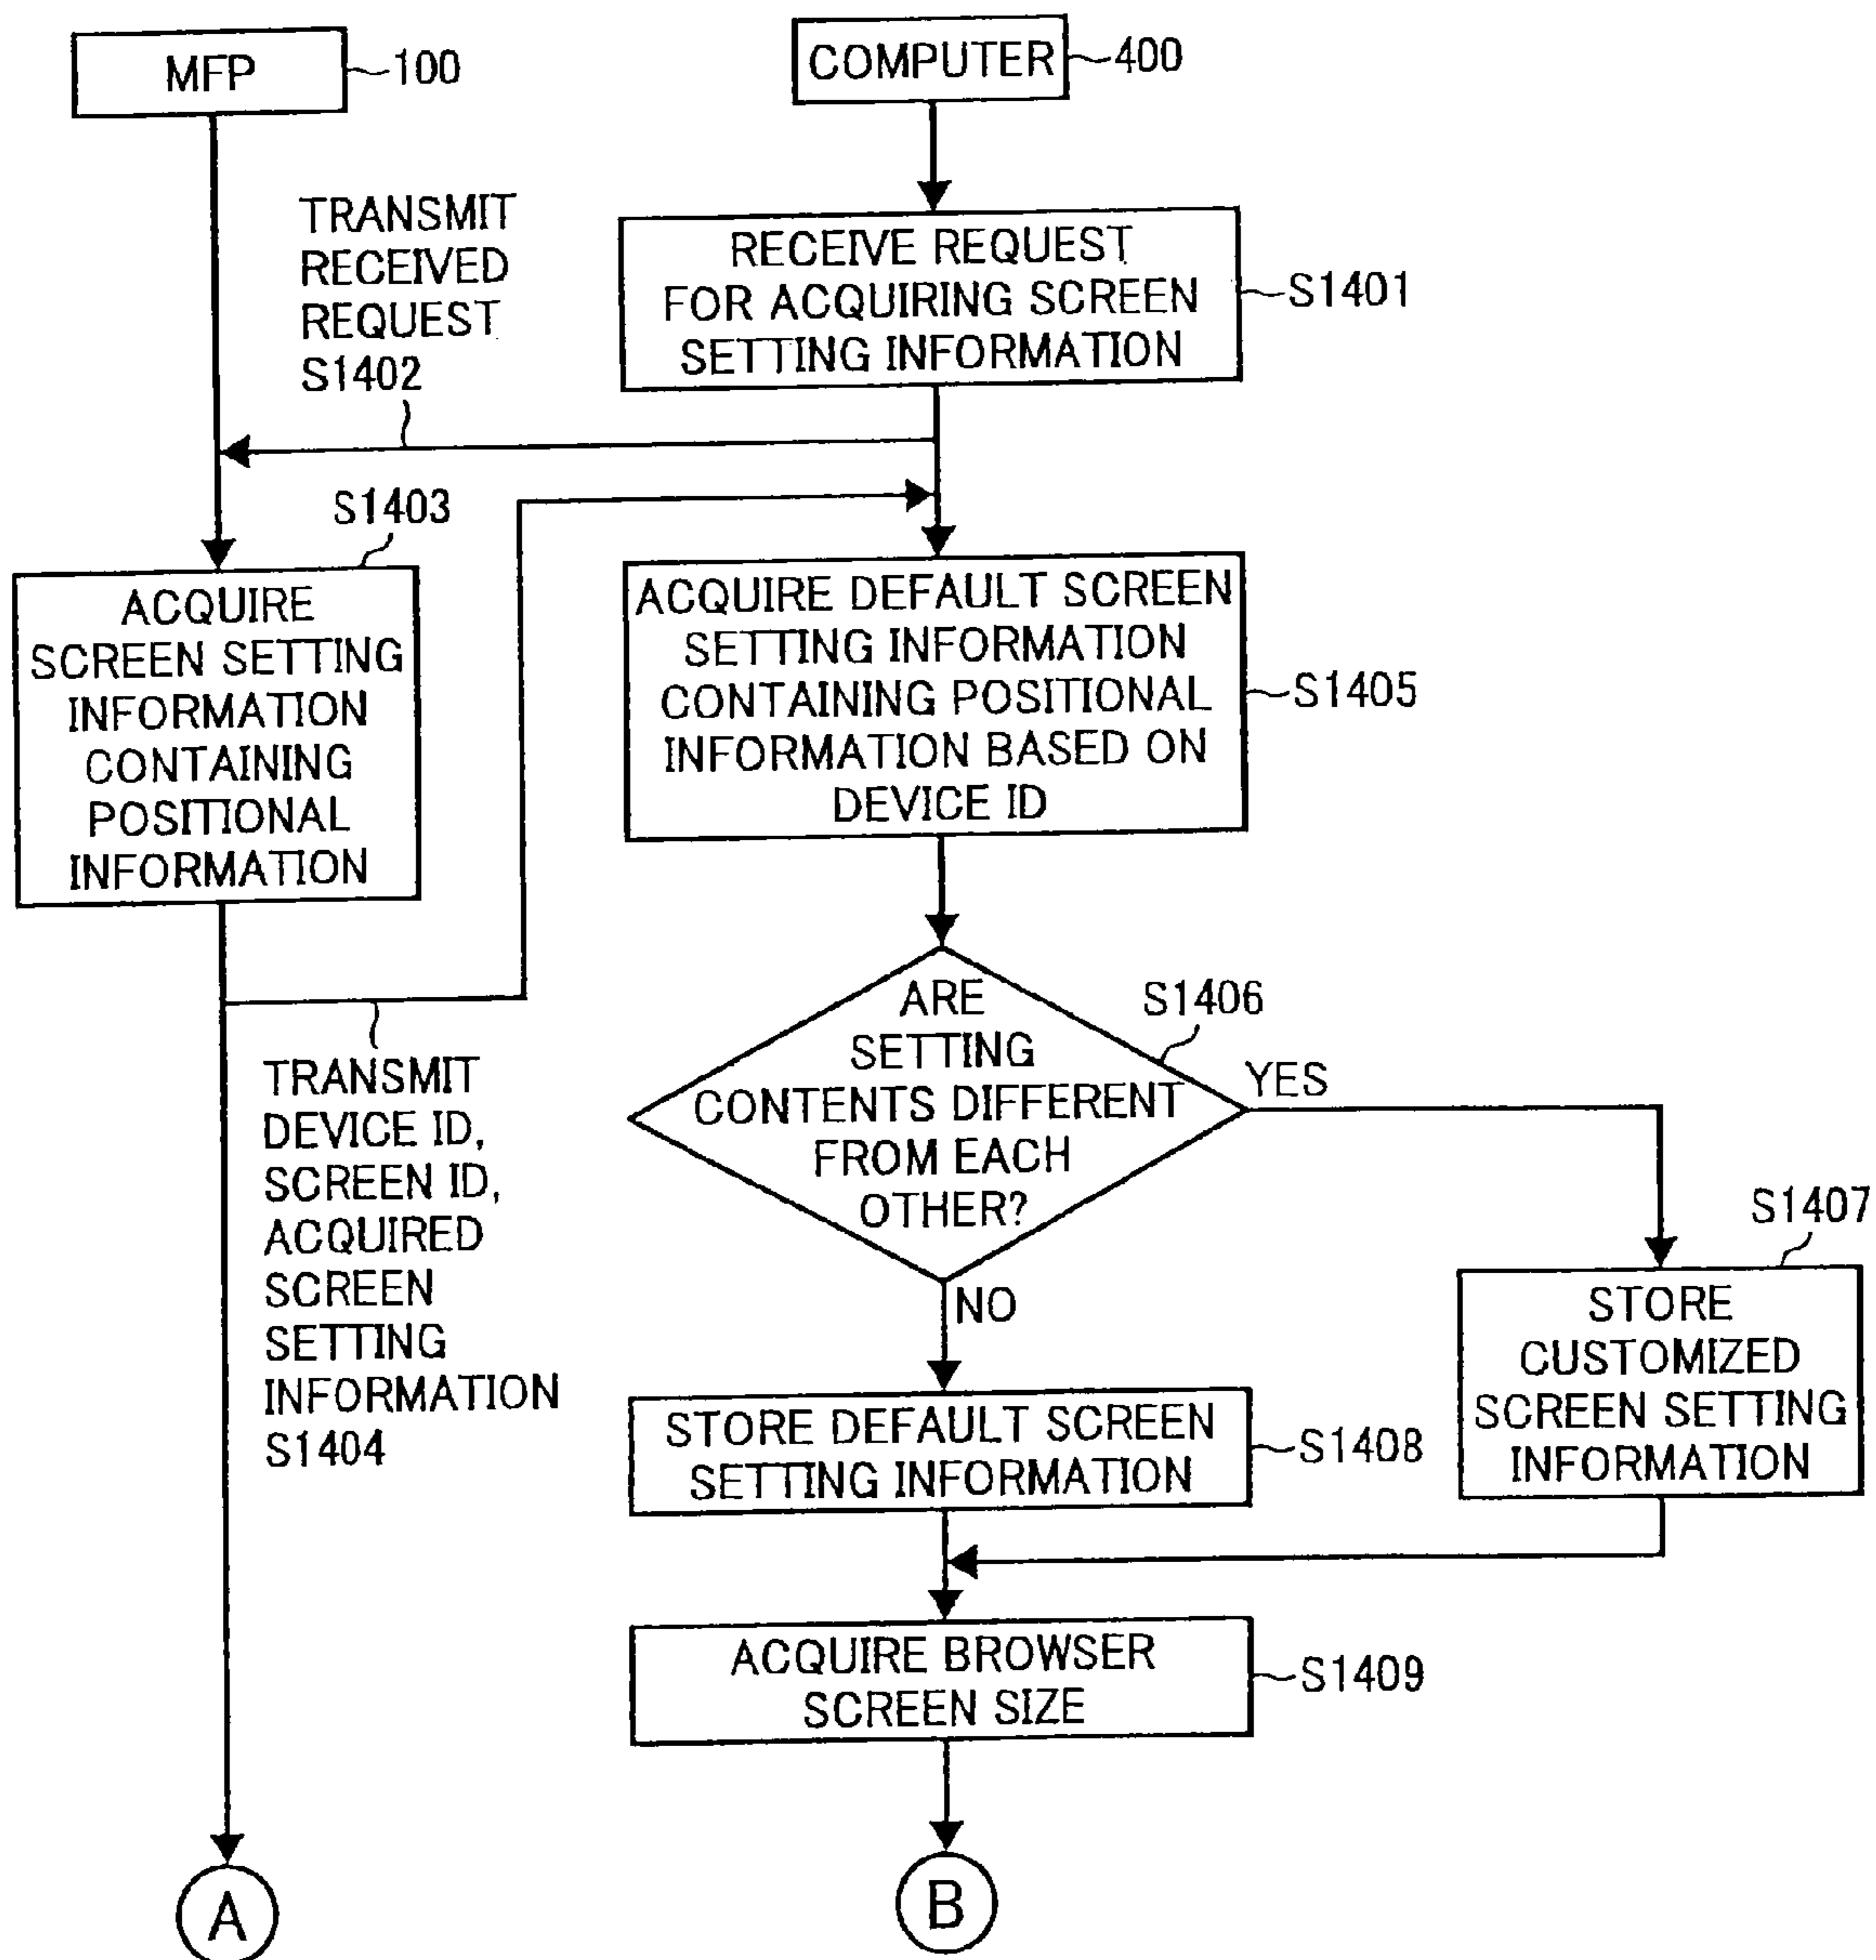 MFP
100
COMPUTER
400
TRANSMIT
RECEIVED
REQUEST
S1402
RECEIVE REQUEST
FOR ACQUIRING SCREEN
SETTING INFORMATION
S1401
S1403
ACQUIRE
SCREEN SETTING
INFORMATION
CONTAINING
POSITIONAL
INFORMATION
ACQUIRE DEFAULT SCREEN
SETTING INFORMATION
CONTAINING POSITIONAL
INFORMATION BASED ON
DEVICE ID
S1405
TRANSMIT
DEVICE ID,
SCREEN ID,
ACQUIRED
SCREEN
SETTING
INFORMATION
S1404
ARE
SETTING
CONTENTS DIFFERENT
FROM EACH
OTHER?
S1406
YES
NO
S1407
STORE
CUSTOMIZED
SCREEN SETTING
INFORMATION
STORE DEFAULT SCREEN
SETTING INFORMATION
S1408
ACQUIRE BROWSER
SCREEN SIZE
S1409
A
B